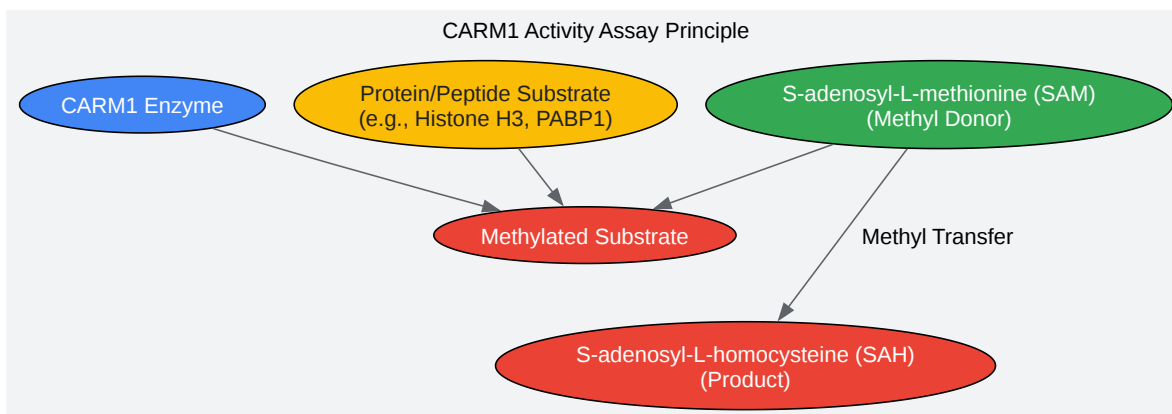 CARM1 Activity Assay Principle
CARM1 Enzyme
Protein/Peptide Substrate
(e.g., Histone H3, PABP1)
S-adenosyl-L-methionine (SAM)
(Methyl Donor)
Methylated Substrate
Methyl Transfer
S-adenosyl-L-homocysteine (SAH)
(Product)